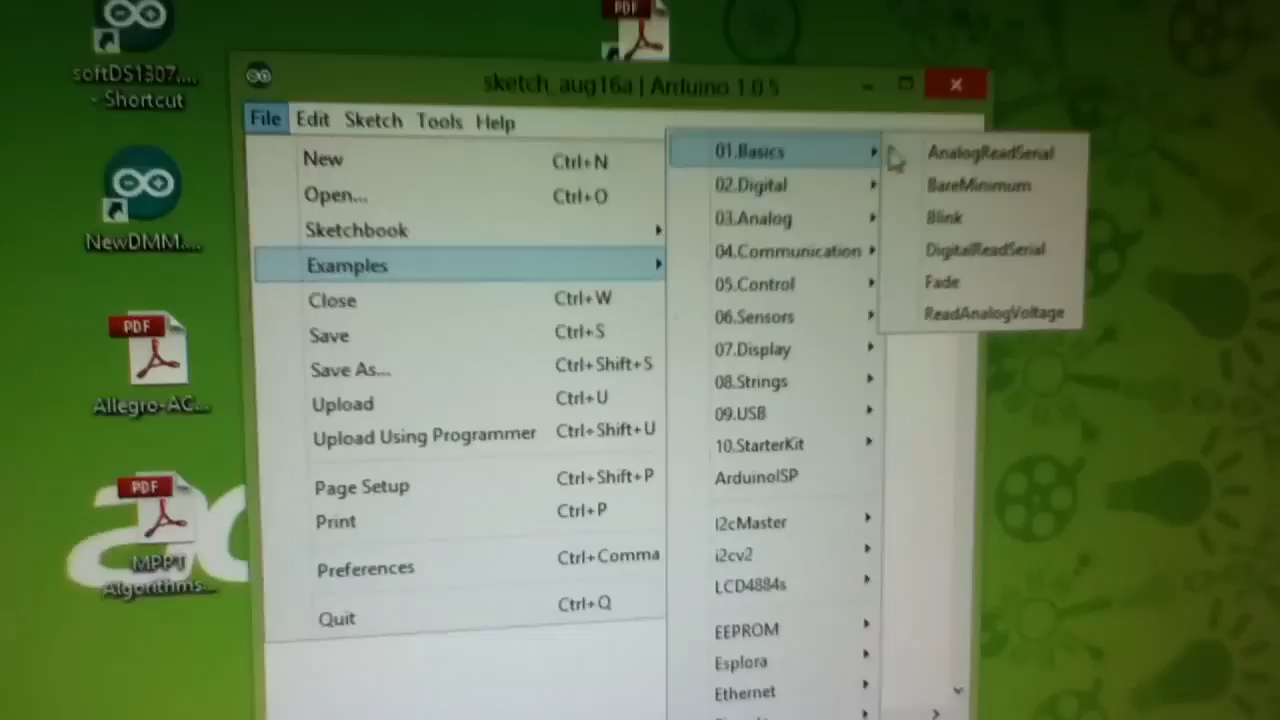 PDF
softDS1307....
- Shortcut
sketch_aug16a | Arduino 1.0.5
File Edit Sketch Tools Help
New Ctrl+N
Open... Ctrl+O
Sketchbook
Examples
Close Ctrl+W
Save Ctrl+S
Save As... Ctrl+Shift+S
Upload Ctrl+U
Upload Using Programmer Ctrl+Shift+U
Page Setup Ctrl+Shift+P
Print Ctrl+P
Preferences Ctrl+Comma
Quit Ctrl+Q
01.Basics
02.Digital
03.Analog
04.Communication
05.Control
06.Sensors
07.Display
08.Strings
09.USB
10.StarterKit
ArduinoISP
I2cMaster
i2cv2
LCD4884s
EEPROM
Esplora
Ethernet
AnalogReadSerial
BareMinimum
Blink
DigitalReadSerial
Fade
ReadAnalogVoltage
NewDMM....
PDF
Allegro-AC...
PDF
MPPT
Algorithms...